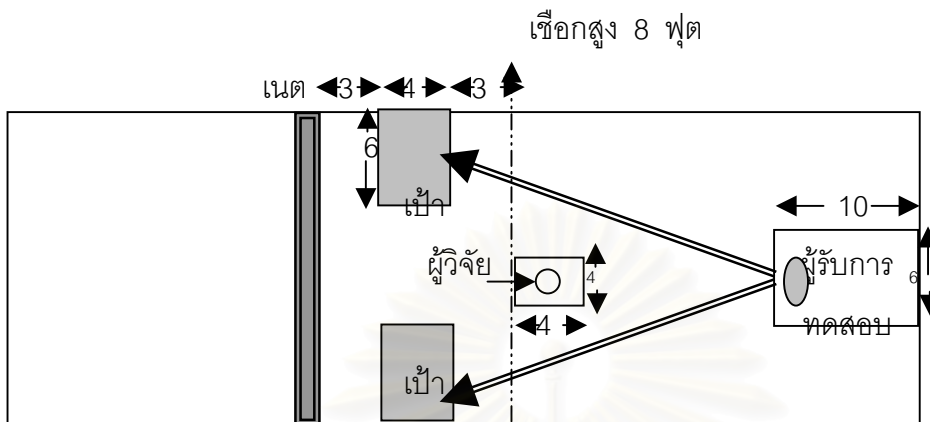 เชือกสูง 8 ฟุต
เนต 3 4 3
6
เป้า
10
ผู้วิจัย
4
ผู้รับการ
6
ทดสอบ
4
เป้า